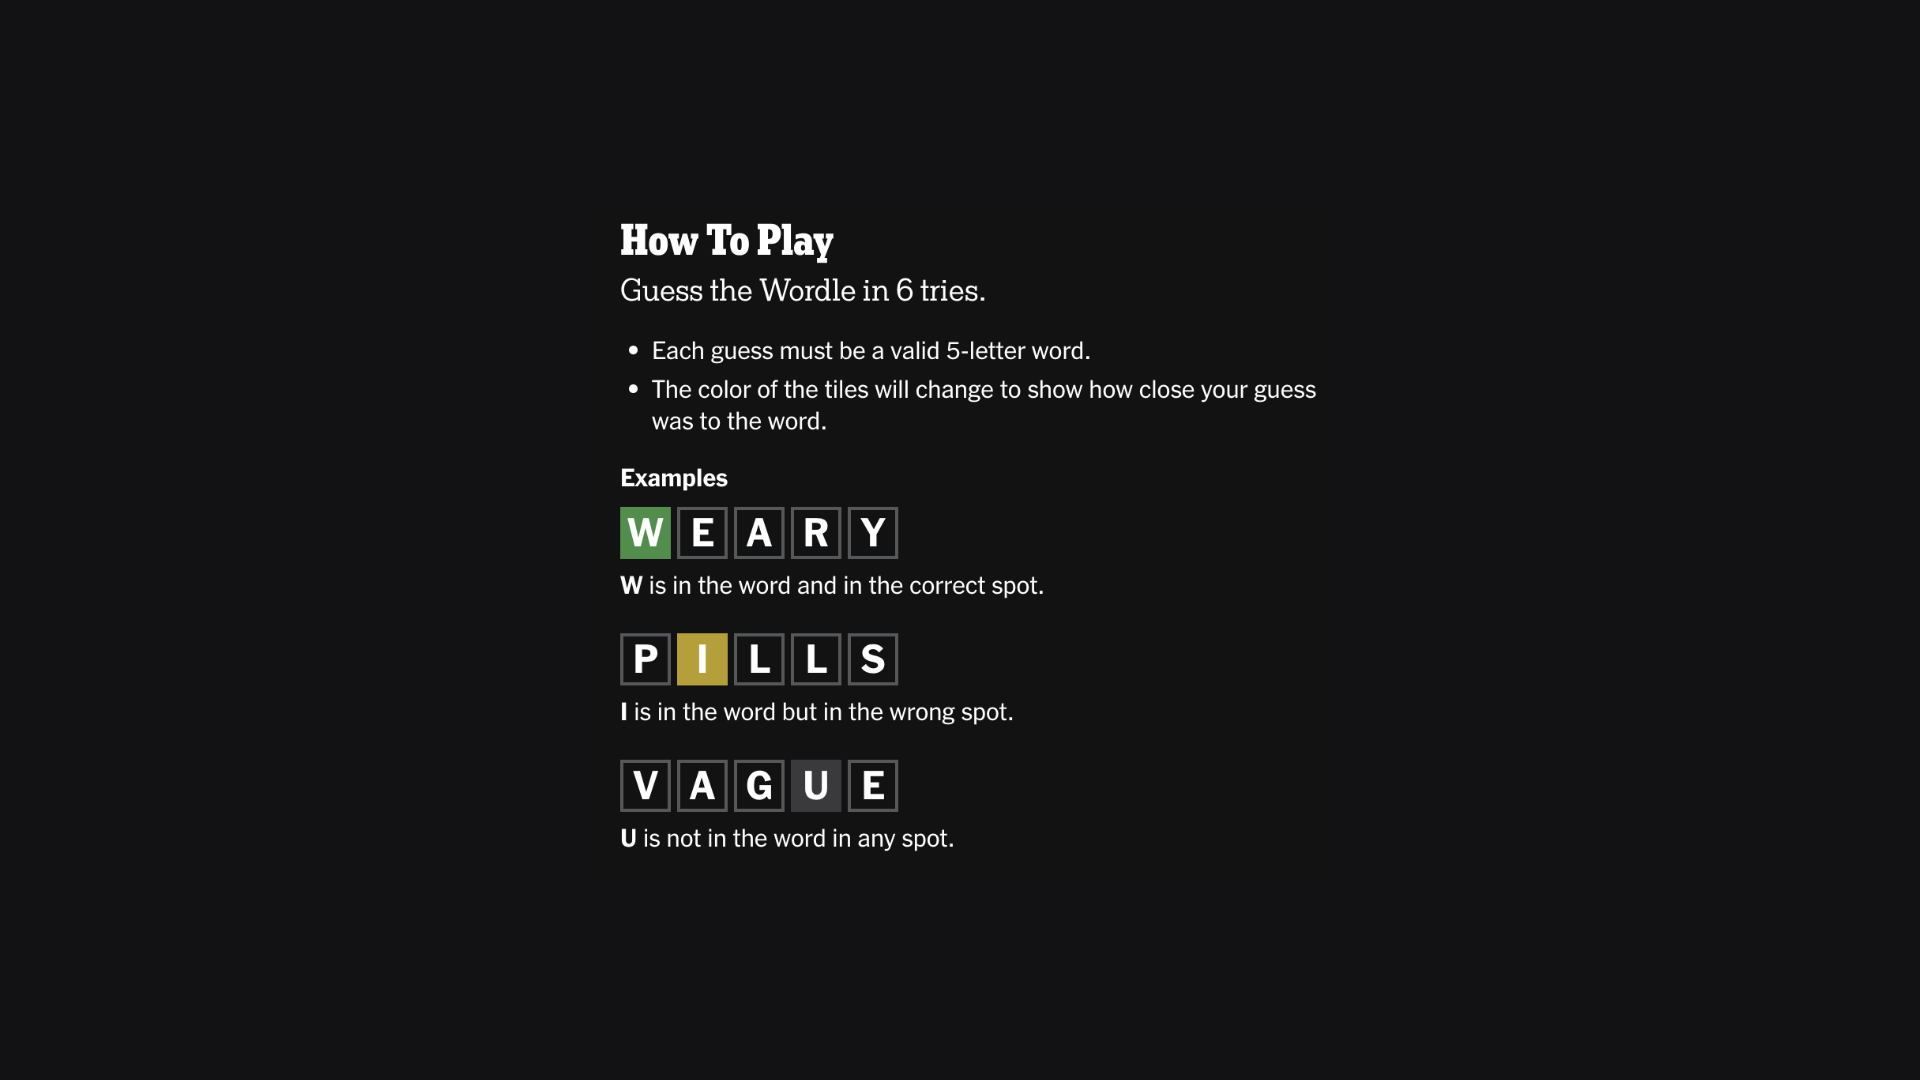 How To Play
Guess the Wordle in 6 tries.
• Each guess must be a valid 5-letter word.
• The color of the tiles will change to show how close your guess
was to the word.
Examples
W E A R Y
W is in the word and in the correct spot.
P I L L S
I is in the word but in the wrong spot.
V A G U E
U is not in the word in any spot.